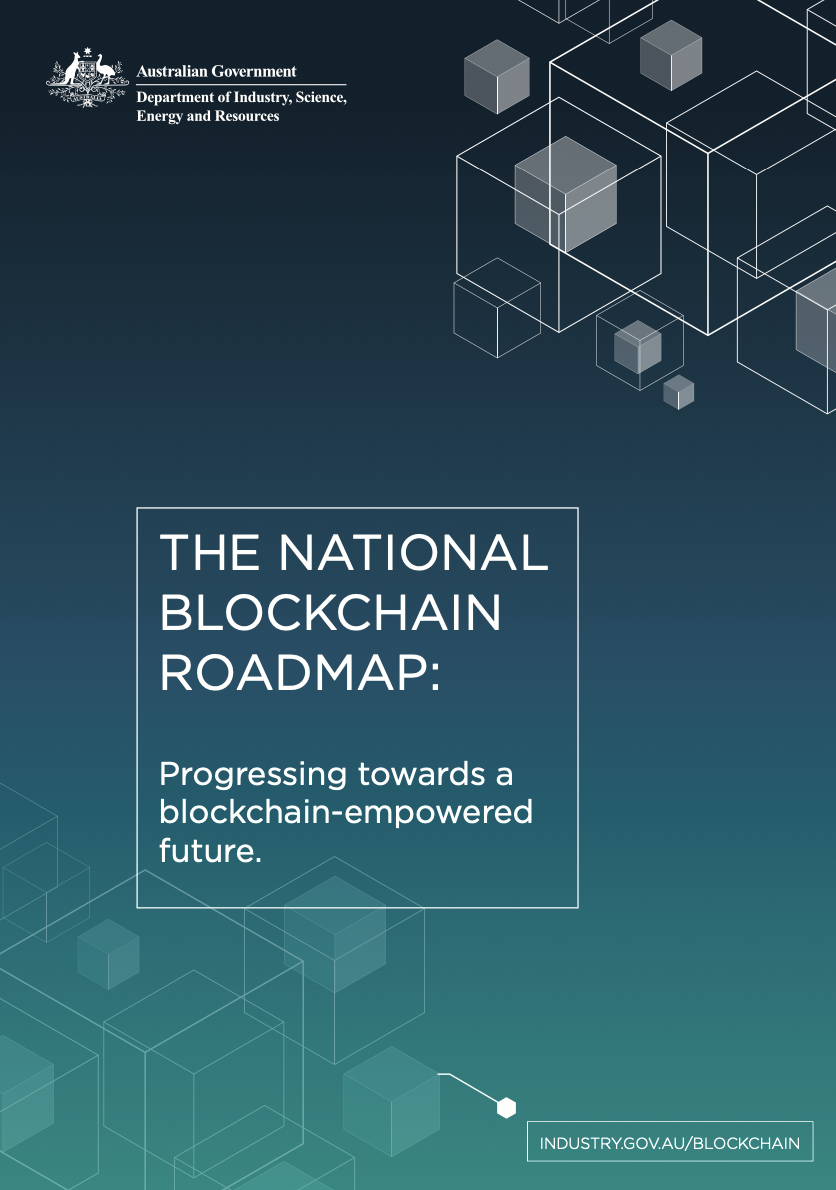 Australian Government
Department of Industry, Science,
Energy and Resources
THE NATIONAL
BLOCKCHAIN
ROADMAP:
Progressing towards a
blockchain-empowered
future.
INDUSTRY.GOV.AU/BLOCKCHAIN